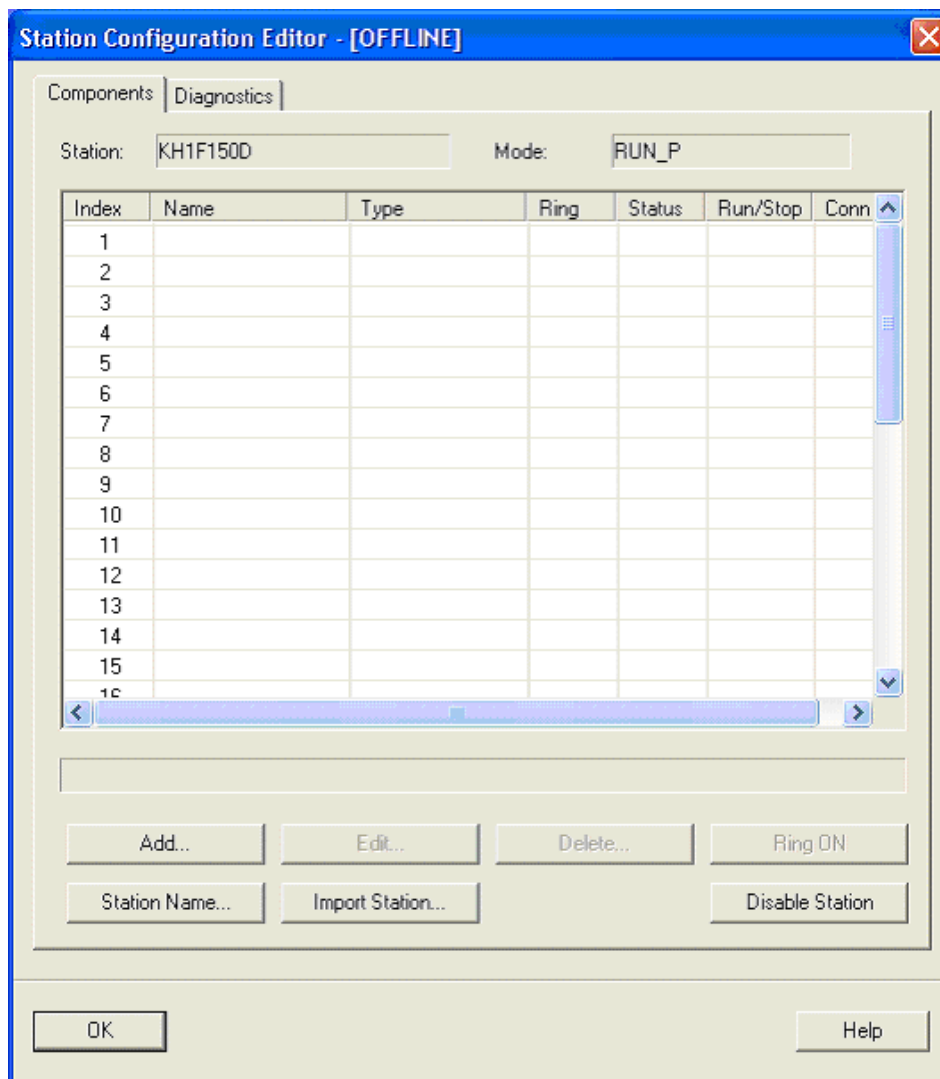 Station Configuration Editor - [OFFLINE]
Components Diagnostics
Station: KH1F150D Mode: RUN_P
Index Name Type Ring Status Run/Stop Conn
1
2
3
4
5
6
7
8
9
10
11
12
13
14
15
16
Add... Edit... Delete... Ring ON
Station Name... Import Station... Disable Station
OK Help